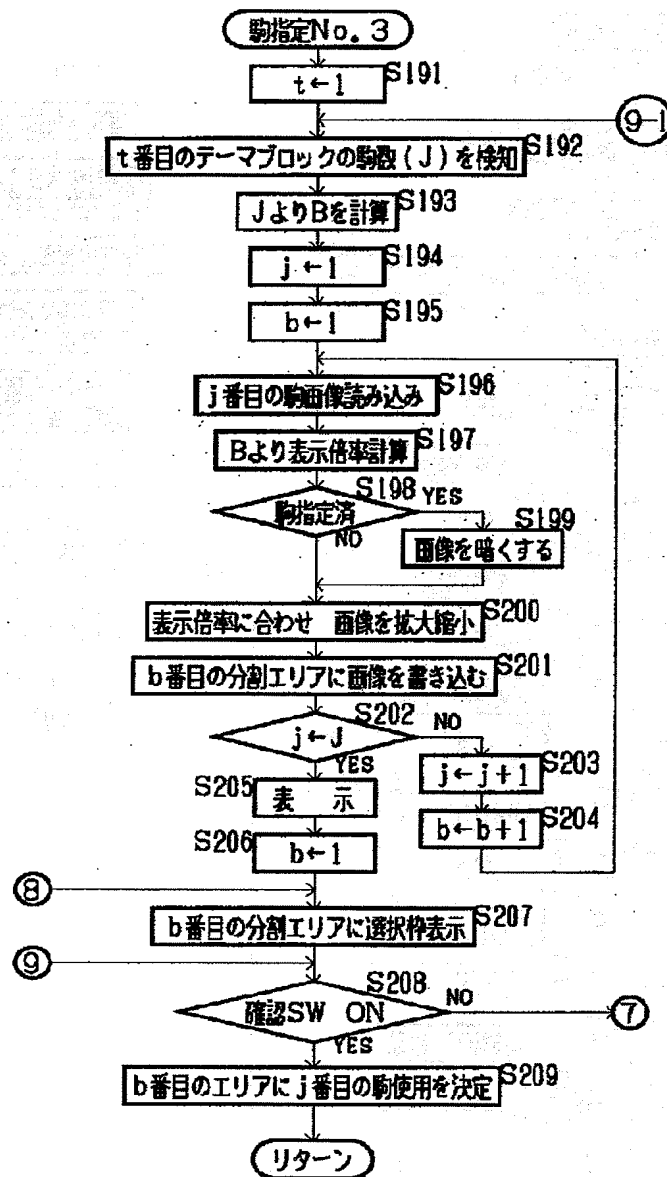 駒指定No.3
t←1 S191
9-1
t番目のテーマブロックの駒数(J)を検知 S192
JよりBを計算 S193
j←1 S194
b←1 S195
j番目の駒画像読み込み S196
Bより表示倍率計算 S197
S198
駒指定済 YES
NO
S199
画像を暗くする
表示倍率に合わせ 画像を拡大縮小 S200
b番目の分割エリアに画像を書き込む S201
S202
j←J NO
YES
j←j+1 S203
S205 表 示
b←b+1 S204
S206 b←1
⑧
b番目の分割エリアに選択枠表示 S207
⑨
S208
確認SW ON NO ⑦
YES
b番目のエリアにj番目の駒使用を決定 S209
リターン